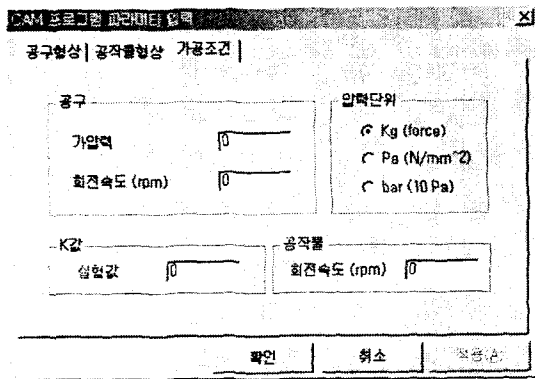 CAM 프로그램 파라미터 입력
공구형상 공작물형상 가공조건
공구
가압력 0
회전속도 (rpm) 0
압력단위
Kg (force)
Pa (N/mm^2)
bar (10 Pa)
K값
실험값 0
공작물
회전속도 (rpm) 0
확인 취소 적용(A)